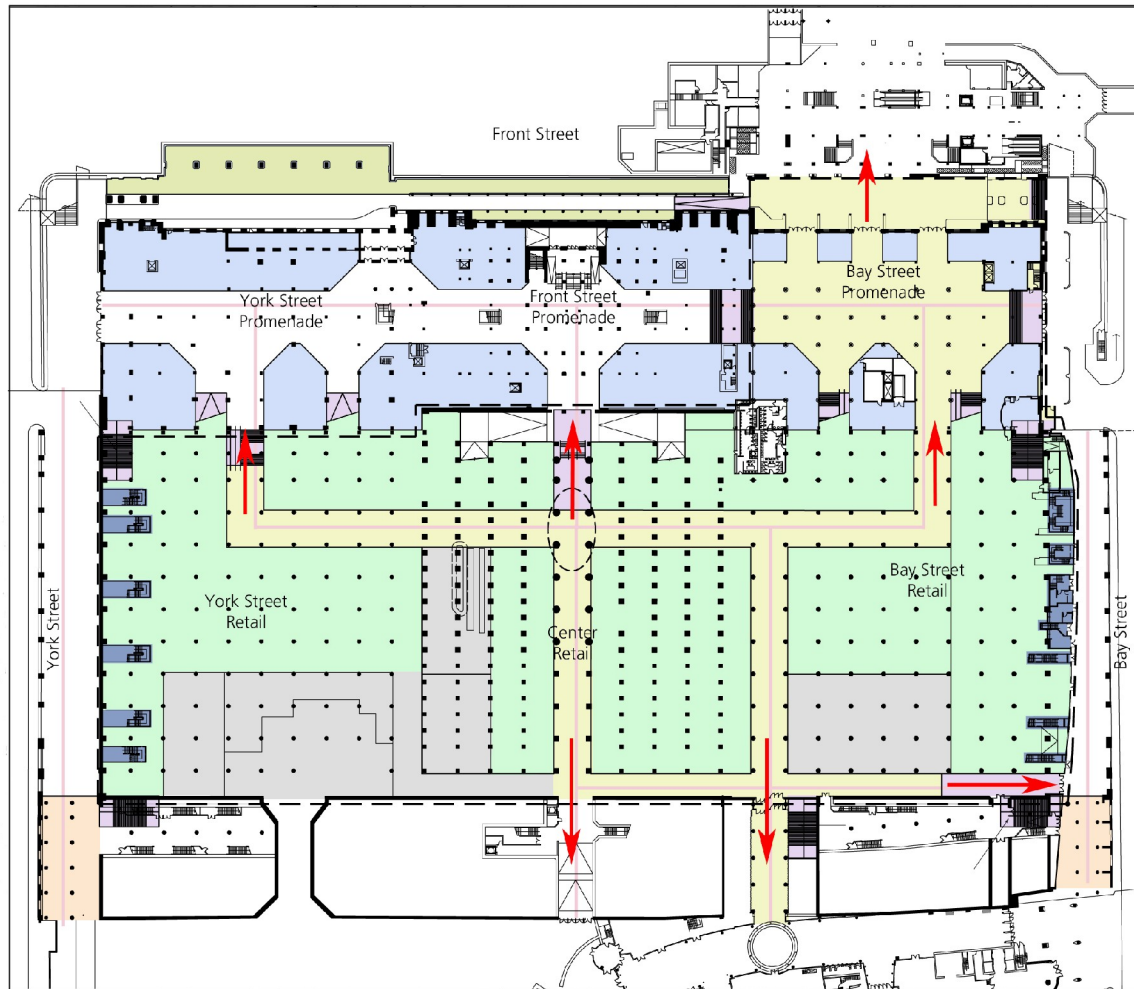 Front Street
York Street
Promenade
Front Street
Promenade
Bay Street
Promenade
York Street
Retail
Center
Retail
Bay Street
Retail
York Street
Bay Street